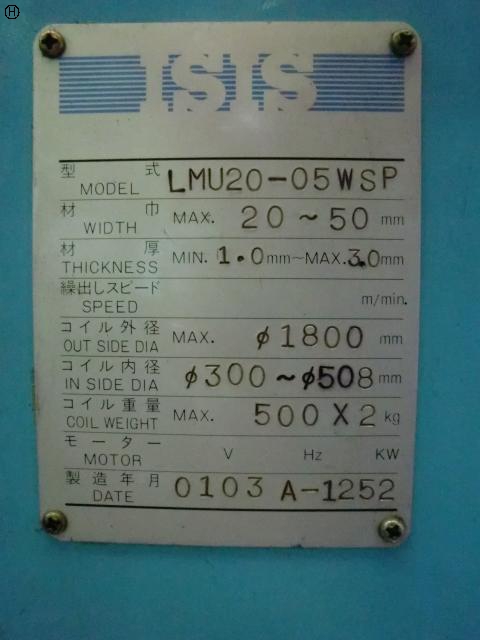 H
ISIS
型式 MODEL LMU20-05WSP
材巾 WIDTH MAX. 20~50 mm
材厚 THICKNESS MIN. 1.0mm~MAX.3.0mm
繰出しスピード SPEED m/min.
コイル外径 OUT SIDE DIA MAX. φ1800 mm
コイル内径 IN SIDE DIA φ300~φ508 mm
コイル重量 COIL WEIGHT MAX. 500X2 kg
モーター MOTOR V Hz KW
製造年月 DATE 0103 A-1252